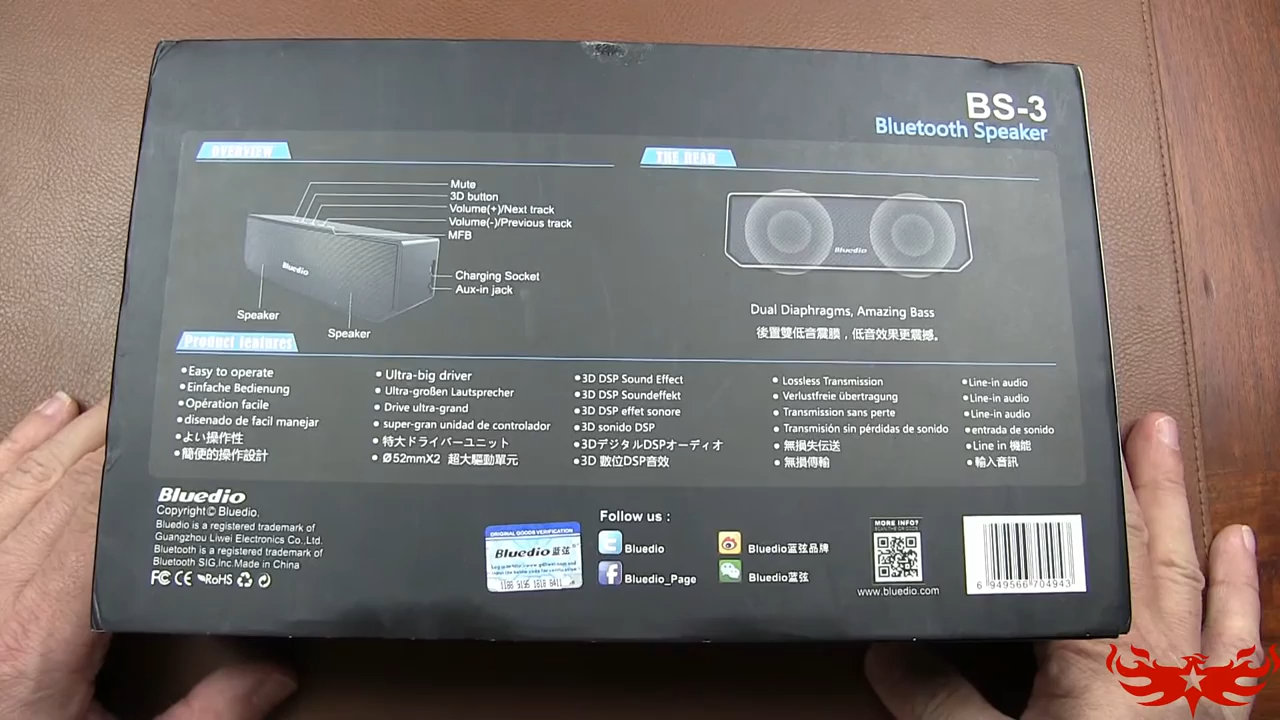 BS-3
Bluetooth Speaker
OVERVIEW
Mute
3D button
Volume(+)/Next track
Volume(-)/Previous track
MFB
Charging Socket
Aux-in jack
Bluedio
Speaker
Speaker
THE REAR
Bluedio
Dual Diaphragms, Amazing Bass
後置雙低音震膜，低音效果更震撼。
Product features
•Easy to operate
•Einfache Bedienung
•Opération facile
•disenado de facil manejar
•よい操作性
•簡便的操作設計
•Ultra-big driver
•Ultra-großen Lautsprecher
•Drive ultra-grand
•super-gran unidad de controlador
•特大ドライバーユニット
•Ø52mmX2 超大驅動單元
•3D DSP Sound Effect
•3D DSP Soundeffekt
•3D DSP effet sonore
•3D sonido DSP
•3DデジタルDSPオーディオ
•3D 數位DSP音效
•Lossless Transmission
•Verlustfreie übertragung
•Transmission sans perte
•Transmisión sin pérdidas de sonido
•無損失伝送
•無損傳輸
•Line-in audio
•Line-in audio
•Line-in audio
•entrada de sonido
•Line in 機能
•輸入音訊
Bluedio
Copyright© Bluedio.
Bluedio is a registered trademark of
Guangzhou Liwei Electronics Co.,Ltd.
Bluetooth is a registered trademark of
Bluetooth SIG.Inc.Made in China
FC CE RoHS
ORIGINAL GOODS VERIFICATION
Bluedio 蓝弦
Follow us :
Bluedio
Bluedio_Page
Bluedio蓝弦品牌
Bluedio蓝弦
MORE INFO?
SCAN THE QR CODE
www.bluedio.com
6 949566 704943